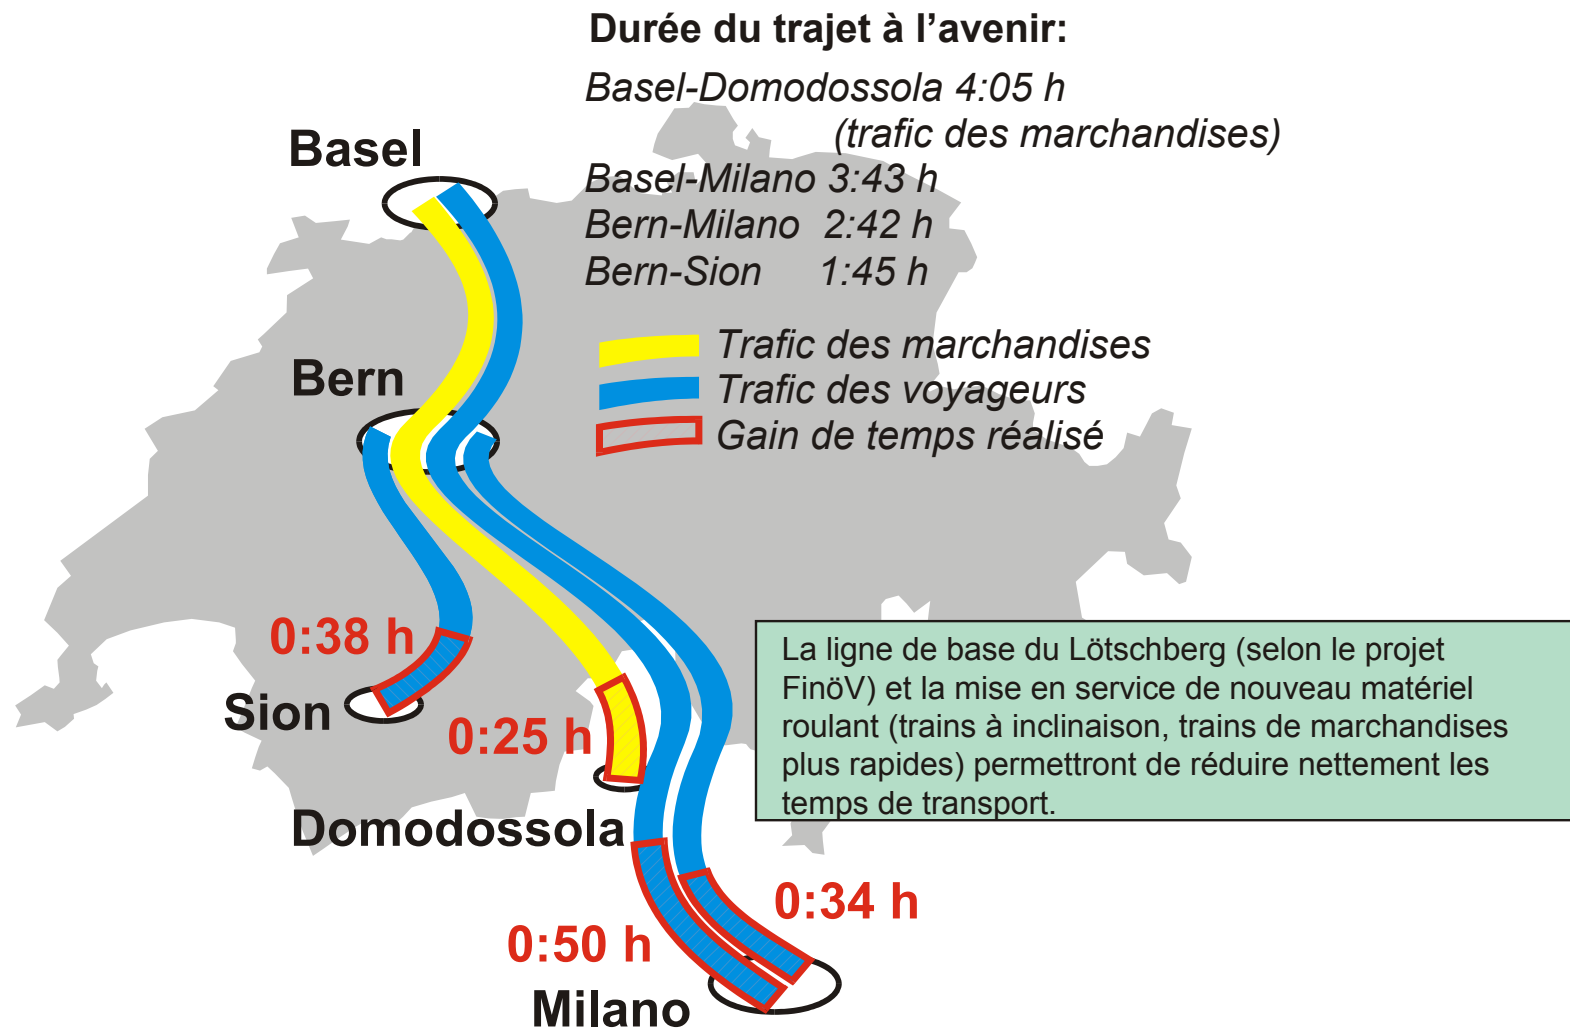 Durée du trajet à l’avenir:
Basel-Domodossola 4:05 h
(trafic des marchandises)
Basel-Milano 3:43 h
Bern-Milano 2:42 h
Bern-Sion 1:45 h
Trafic des marchandises
Trafic des voyageurs
Gain de temps réalisé
Basel
Bern
0:38 h
Sion
0:25 h
Domodossola
La ligne de base du Lötschberg (selon le projet
FinöV) et la mise en service de nouveau matériel
roulant (trains à inclinaison, trains de marchandises
plus rapides) permettront de réduire nettement les
temps de transport.
0:34 h
0:50 h
Milano